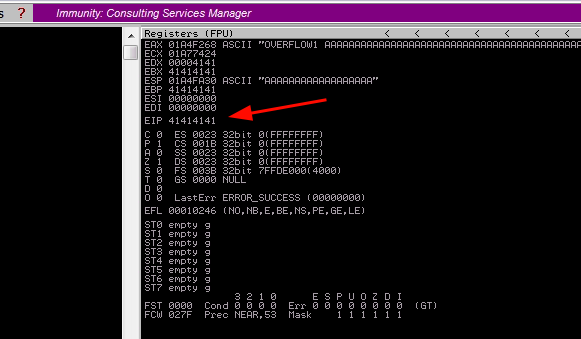 s ? Immunity: Consulting Services Manager
Registers (FPU) < < < < < < <
EAX 01A4F268 ASCII "OVERFLOW1 AAAAAAAAAAAAAAAAAAAAAAAAAAAAAAAAAAAA
ECX 01A77424
EDX 00004141
EBX 41414141
ESP 01A4FA30 ASCII "AAAAAAAAAAAAAAAAAA"
EBP 41414141
ESI 00000000
EDI 00000000
EIP 41414141
C 0 ES 0023 32bit 0(FFFFFFFF)
P 1 CS 001B 32bit 0(FFFFFFFF)
A 0 SS 0023 32bit 0(FFFFFFFF)
Z 1 DS 0023 32bit 0(FFFFFFFF)
S 0 FS 003B 32bit 7FFDE000(4000)
T 0 GS 0000 NULL
D 0
O 0 LastErr ERROR_SUCCESS (00000000)
EFL 00010246 (NO,NB,E,BE,NS,PE,GE,LE)
ST0 empty g
ST1 empty g
ST2 empty g
ST3 empty g
ST4 empty g
ST5 empty g
ST6 empty g
ST7 empty g
3 2 1 0 E S P U O Z D I
FST 0000 Cond 0 0 0 0 Err 0 0 0 0 0 0 0 0 (GT)
FCW 027F Prec NEAR,53 Mask 1 1 1 1 1 1